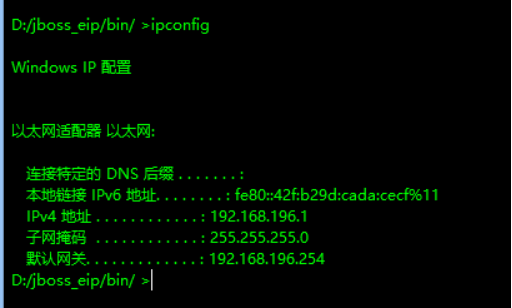 D:/jboss_eip/bin/ >ipconfig
Windows IP 配置
以太网适配器 以太网:
连接特定的 DNS 后缀 . . . . . . . :
本地链接 IPv6 地址. . . . . . . . : fe80::42f:b29d:cada:cecf%11
IPv4 地址 . . . . . . . . . . . . : 192.168.196.1
子网掩码 . . . . . . . . . . . . : 255.255.255.0
默认网关. . . . . . . . . . . . . : 192.168.196.254
D:/jboss_eip/bin/ >